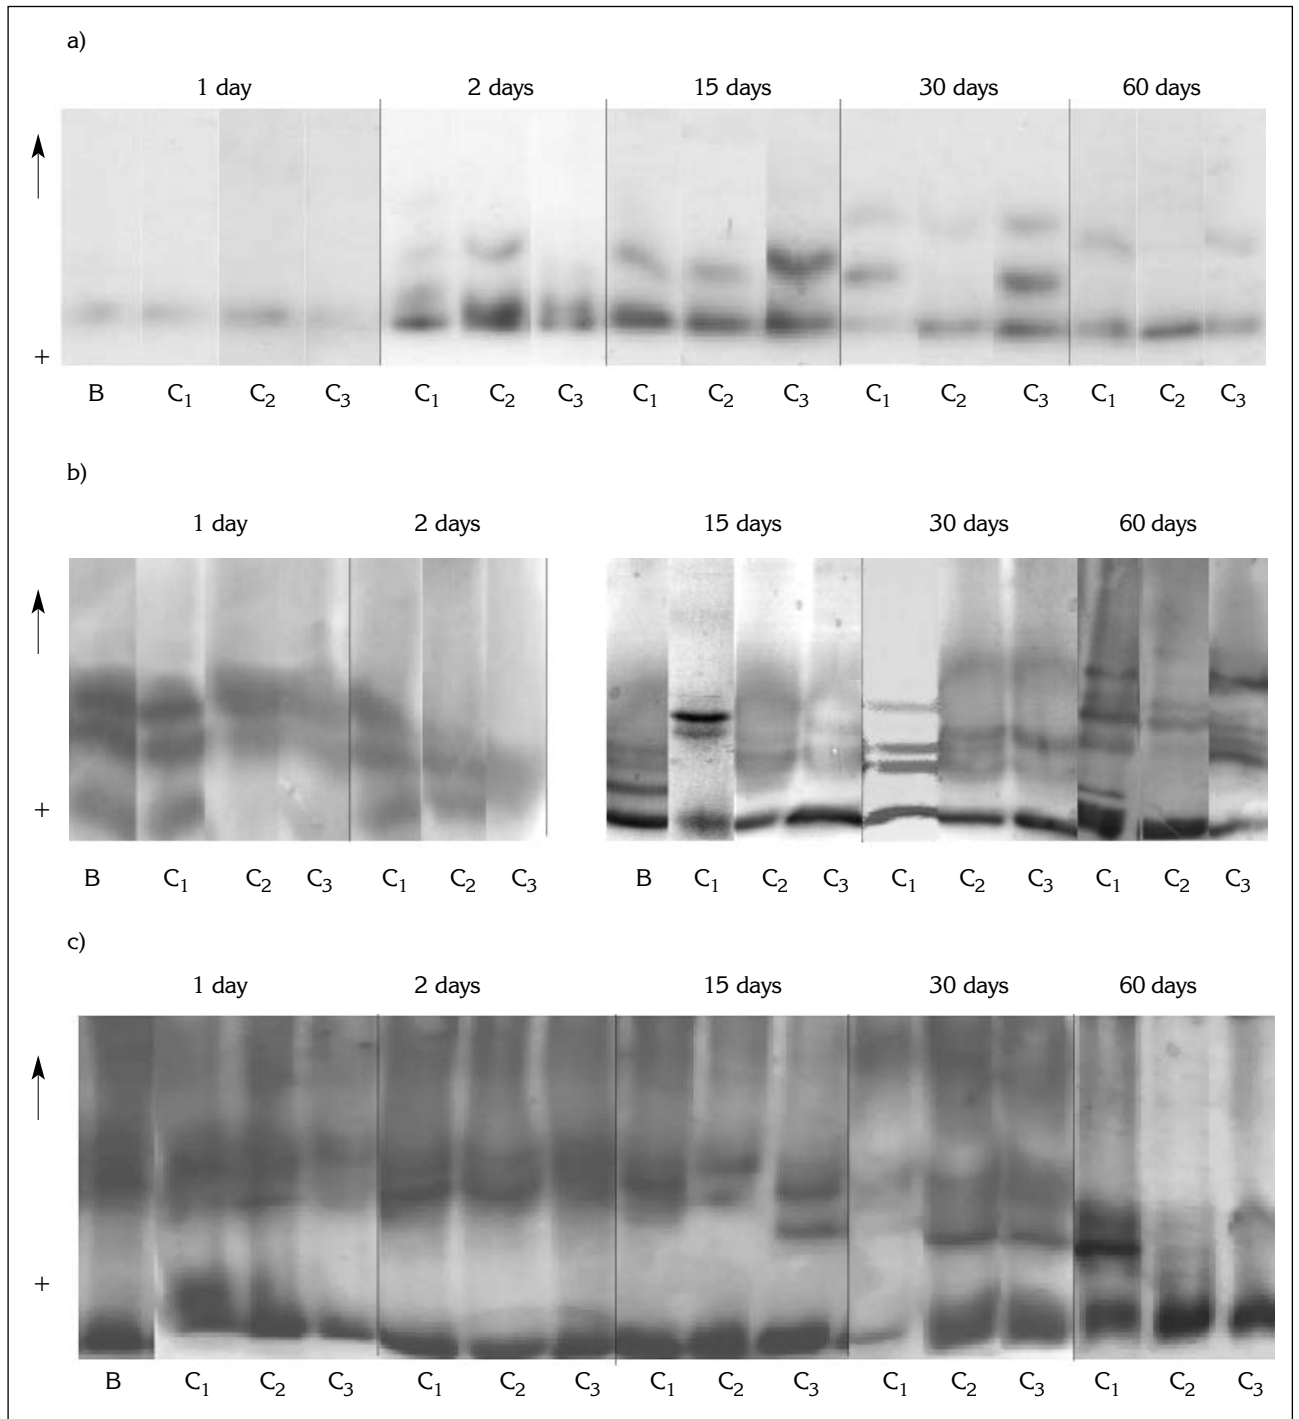 a)
1 day 2 days 15 days 30 days 60 days
+
B C₁ C₂ C₃ C₁ C₂ C₃ C₁ C₂ C₃ C₁ C₂ C₃ C₁ C₂ C₃
b)
1 day 2 days 15 days 30 days 60 days
+
B C₁ C₂ C₃ C₁ C₂ C₃ B C₁ C₂ C₃ C₁ C₂ C₃ C₁ C₂ C₃
c)
1 day 2 days 15 days 30 days 60 days
+
B C₁ C₂ C₃ C₁ C₂ C₃ C₁ C₂ C₃ C₁ C₂ C₃ C₁ C₂ C₃